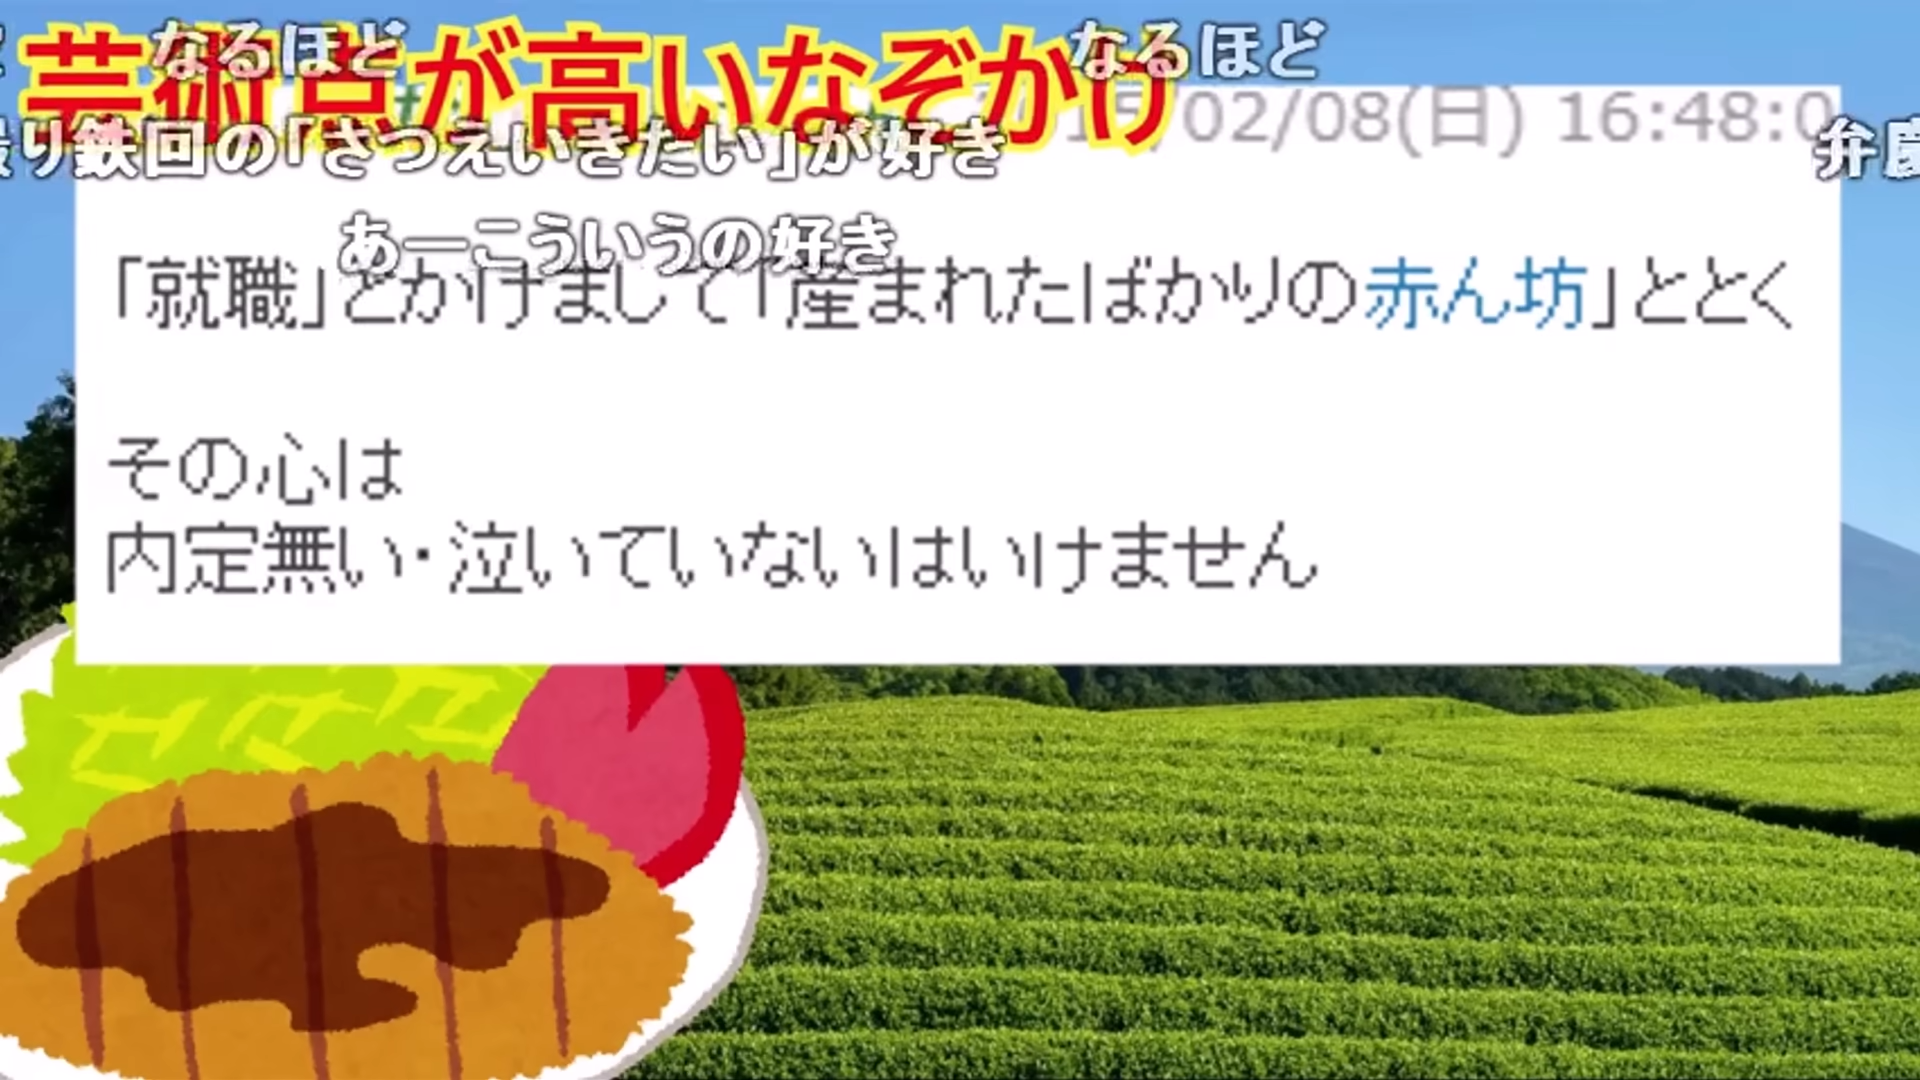 なるほど
なるほど
芸術点が高いなぞかけ
/02/08(日) 16:48:0
り鉄回の「さつえいきたい」が好き
弁慶
あーこういうの好き
「就職」とかけまして「産まれたばかりの赤ん坊」ととく
その心は
内定無い・泣いていないはいけません